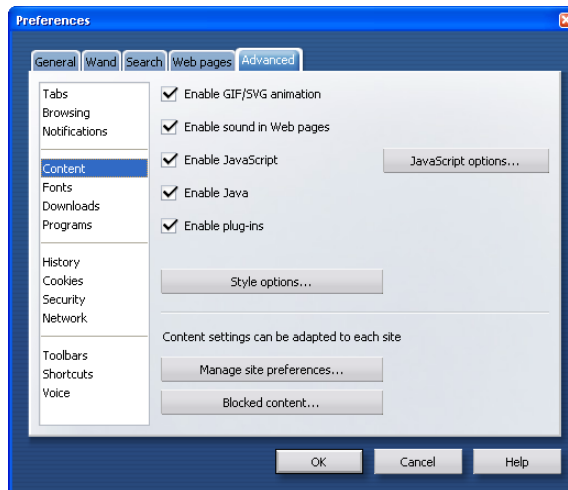 Preferences
General Wand Search Web pages Advanced
Tabs
Browsing
Notifications
Content
Fonts
Downloads
Programs
History
Cookies
Security
Network
Toolbars
Shortcuts
Voice
Enable GIF/SVG animation
Enable sound in Web pages
Enable JavaScript
JavaScript options...
Enable Java
Enable plug-ins
Style options...
Content settings can be adapted to each site
Manage site preferences...
Blocked content...
OK Cancel Help